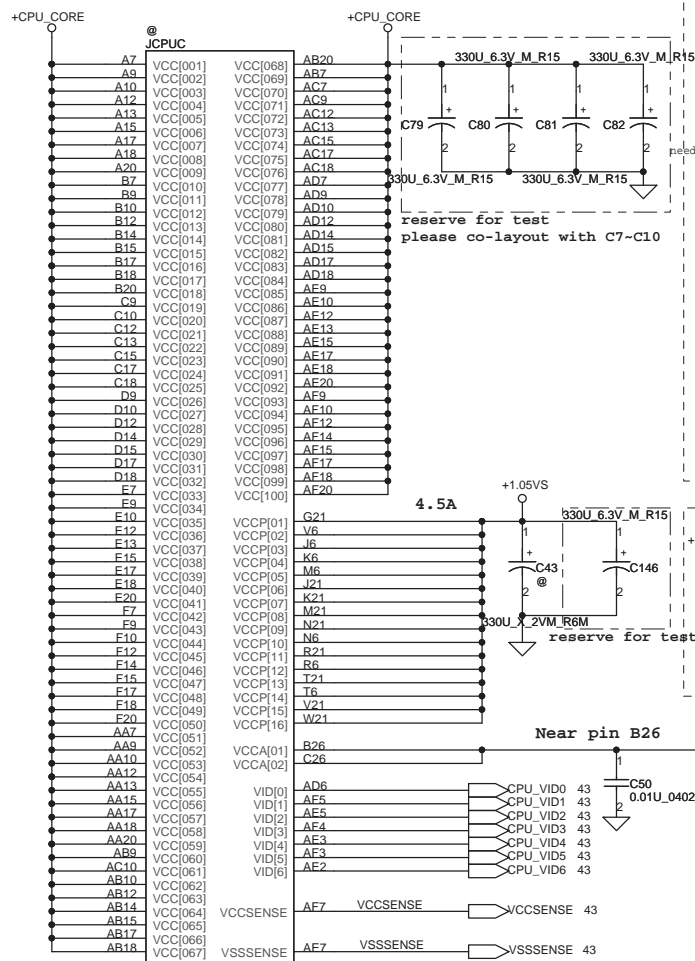 +CPU_CORE
@
JCPUC
+CPU_CORE
A7 VCC[001] VCC[068] AB20
A9 VCC[002] VCC[069] AB7
A10 VCC[003] VCC[070] AC7
A12 VCC[004] VCC[071] AC9
A13 VCC[005] VCC[072] AC12
A15 VCC[006] VCC[073] AC13
A17 VCC[007] VCC[074] AC15
A18 VCC[008] VCC[075] AC17
A20 VCC[009] VCC[076] AC18
B7 VCC[010] VCC[077] AD7
B9 VCC[011] VCC[078] AD9
B10 VCC[012] VCC[079] AD10
B12 VCC[013] VCC[080] AD12
B14 VCC[014] VCC[081] AD14
B15 VCC[015] VCC[082] AD15
B17 VCC[016] VCC[083] AD17
B18 VCC[017] VCC[084] AD18
B20 VCC[018] VCC[085] AE9
C9 VCC[019] VCC[086] AE10
C10 VCC[020] VCC[087] AE12
C12 VCC[021] VCC[088] AE13
C13 VCC[022] VCC[089] AE15
C15 VCC[023] VCC[090] AE17
C17 VCC[024] VCC[091] AE18
C18 VCC[025] VCC[092] AE20
D9 VCC[026] VCC[093] AF9
D10 VCC[027] VCC[094] AF10
D12 VCC[028] VCC[095] AF12
D14 VCC[029] VCC[096] AF14
D15 VCC[030] VCC[097] AF15
D17 VCC[031] VCC[098] AF17
D18 VCC[032] VCC[099] AF18
E7 VCC[033] VCC[100] AF20
E9 VCC[034]
E10 VCC[035] VCCP[01] G21
E12 VCC[036] VCCP[02] V6
E13 VCC[037] VCCP[03] J6
E15 VCC[038] VCCP[04] K6
E17 VCC[039] VCCP[05] M6
E18 VCC[040] VCCP[06] J21
E20 VCC[041] VCCP[07] K21
F7 VCC[042] VCCP[08] M21
F9 VCC[043] VCCP[09] N21
F10 VCC[044] VCCP[10] N6
F12 VCC[045] VCCP[11] R21
F14 VCC[046] VCCP[12] R6
F15 VCC[047] VCCP[13] T21
F17 VCC[048] VCCP[14] T6
F18 VCC[049] VCCP[15] V21
F20 VCC[050] VCCP[16] W21
AA7 VCC[051]
AA9 VCC[052] VCCA[01] B26
AA10 VCC[053] VCCA[02] C26
AA12 VCC[054]
AA13 VCC[055] VID[0] AD6 CPU_VID0 43
AA15 VCC[056] VID[1] AF5 CPU_VID1 43
AA17 VCC[057] VID[2] AE5 CPU_VID2 43
AA18 VCC[058] VID[3] AF4 CPU_VID3 43
AA20 VCC[059] VID[4] AE3 CPU_VID4 43
AB9 VCC[060] VID[5] AF3 CPU_VID5 43
AC10 VCC[061] VID[6] AE2 CPU_VID6 43
AB10 VCC[062]
AB12 VCC[063]
AB14 VCC[064] VCCSENSE AF7 VCCSENSE VCCSENSE 43
AB15 VCC[065]
AB17 VCC[066]
AB18 VCC[067] VSSSENSE AE7 VSSSENSE VSSSENSE 43
330U_6.3V_M_R15 330U_6.3V_M_R15
1 1 1 1
+ + + +
C79 C80 C81 C82
2 2 2 2
need
330U_6.3V_M_R15 330U_6.3V_M_R15
reserve for test
please co-layout with C7~C10
4.5A
+1.05VS
330U_6.3V_M_R15
1 1
+ + +
C43 C146
@
2 2
330U_X_2VM_R6M
reserve for test
Near pin B26
1
C50
0.01U_0402
2